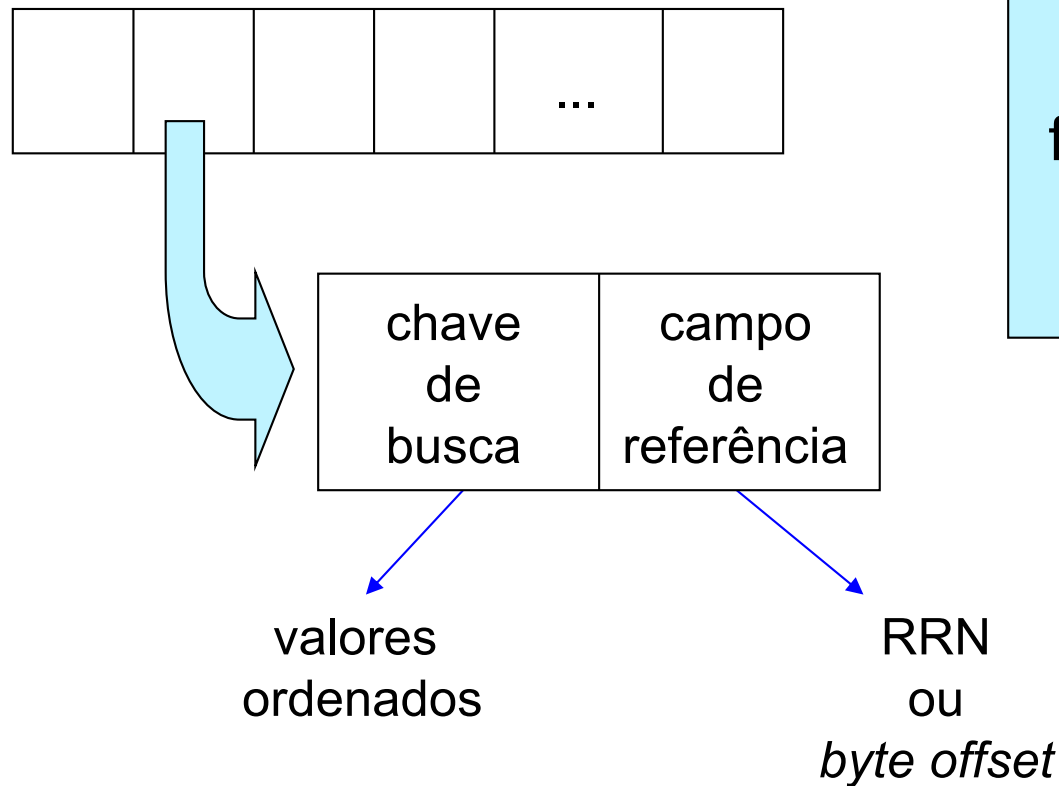 ...
chave
de
busca
campo
de
referência
valores
ordenados
RRN
ou
byte offset